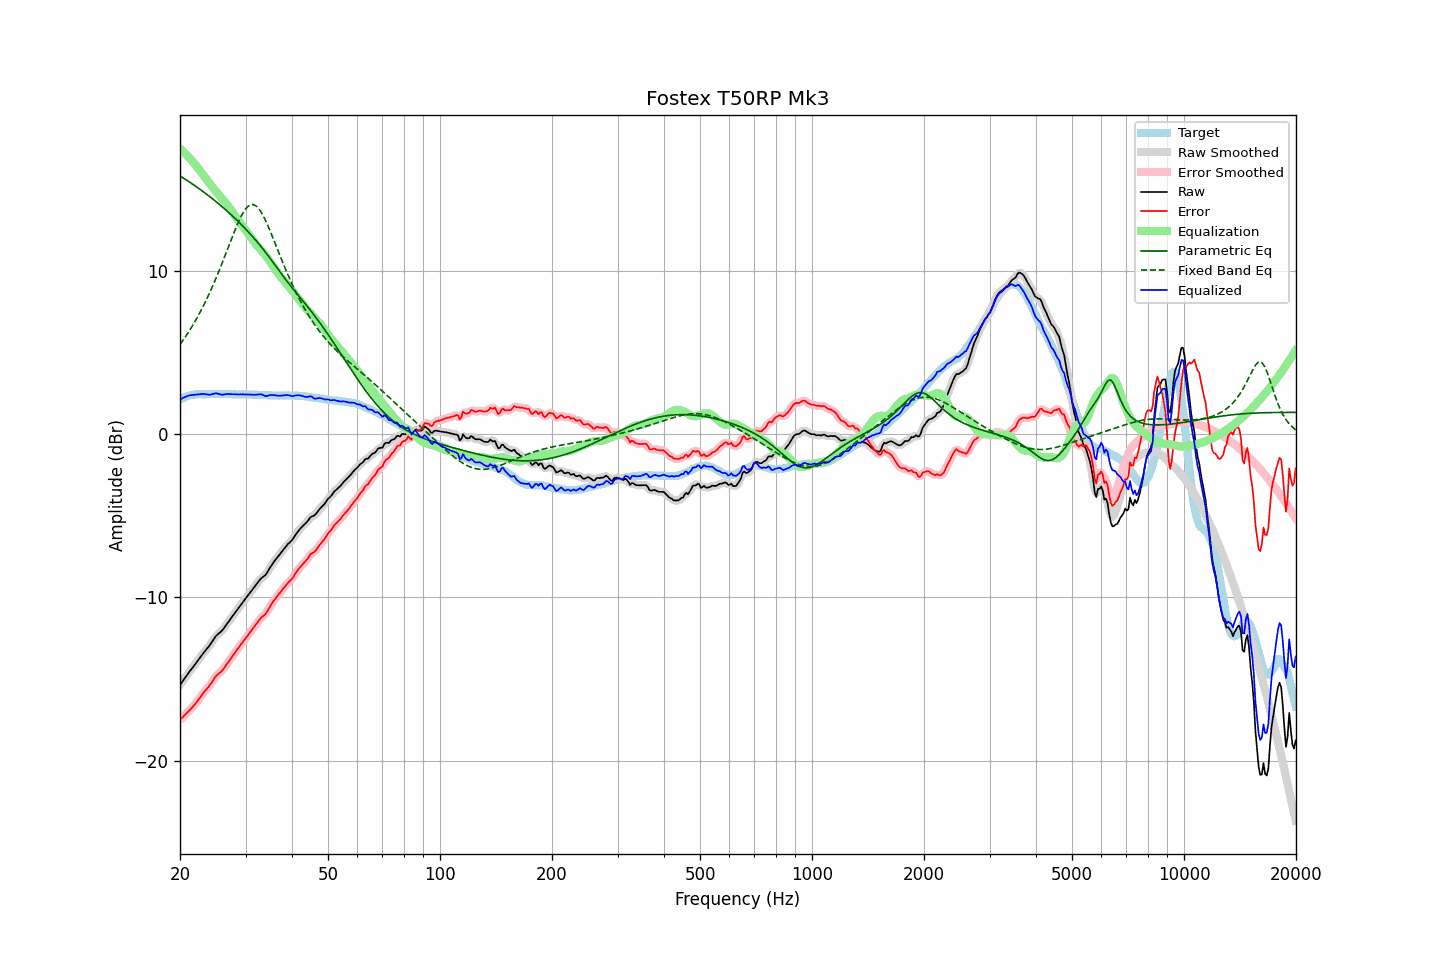 Fostex T50RP Mk3
Target
Raw Smoothed
Error Smoothed
Raw
Error
Equalization
Parametric Eq
Fixed Band Eq
Equalized
Amplitude (dBr)
10
0
−10
−20
20
50
100
200
500
1000
2000
5000
10000
20000
Frequency (Hz)